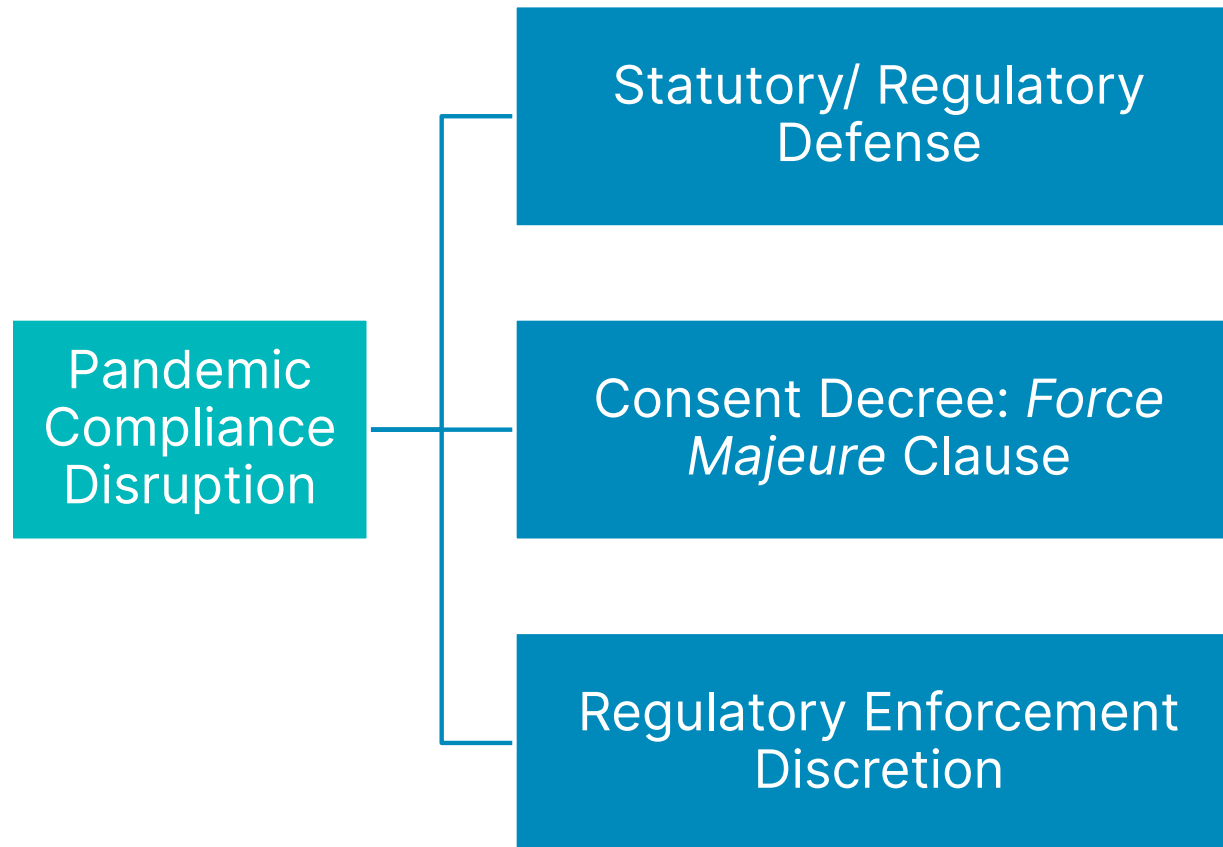 Statutory/ Regulatory
Defense
Pandemic
Compliance
Disruption
Consent Decree: Force
Majeure Clause
Regulatory Enforcement
Discretion